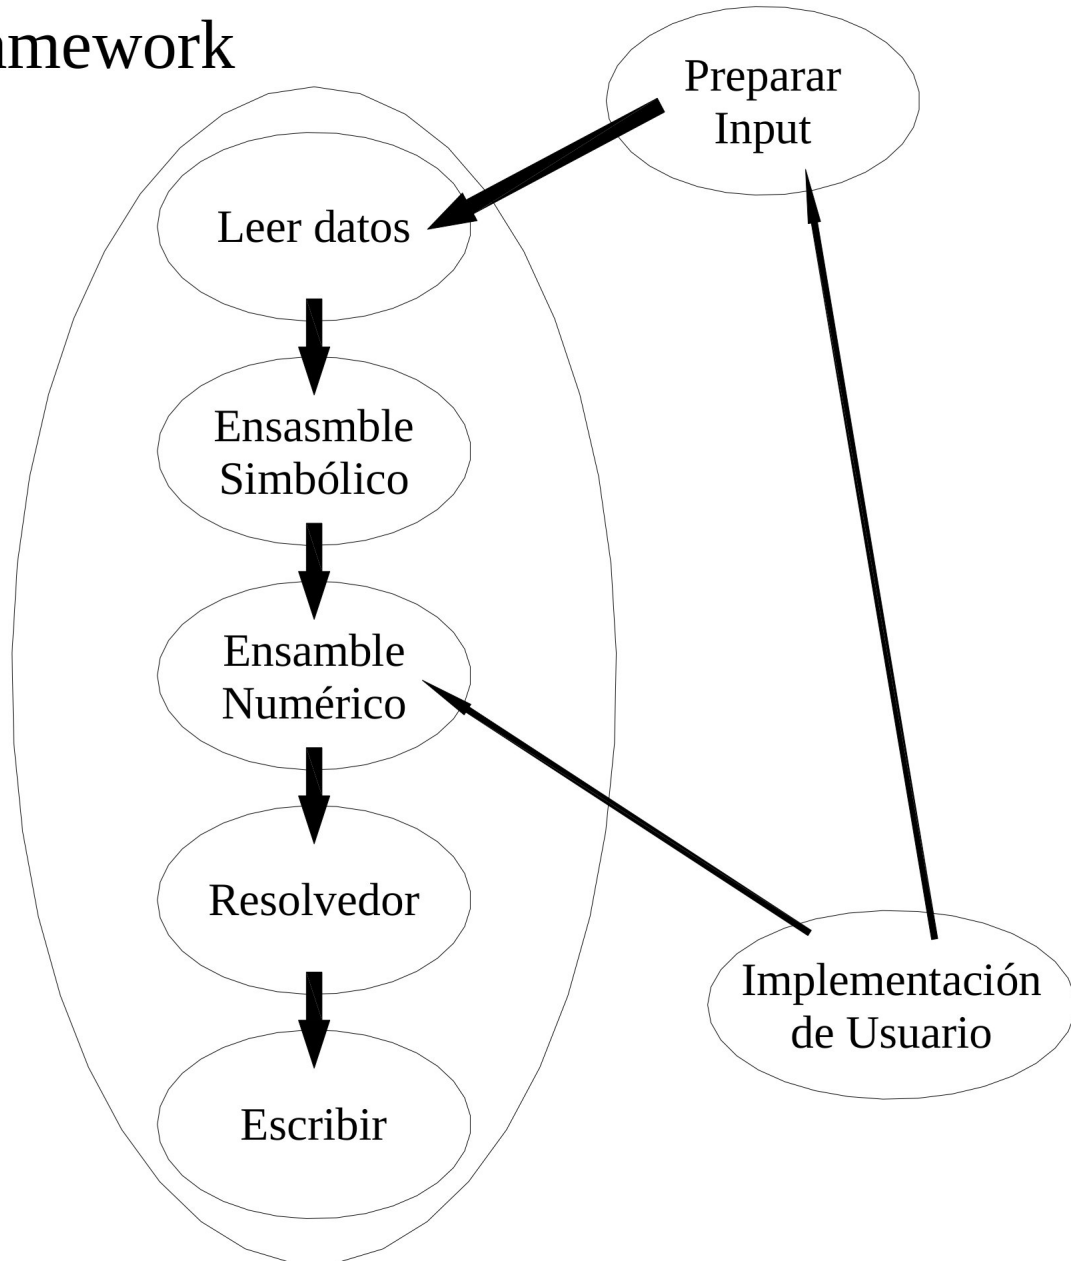 amework
Preparar
Input
Leer datos
Ensasmble
Simbólico
Ensamble
Numérico
Resolvedor
Implementación
de Usuario
Escribir